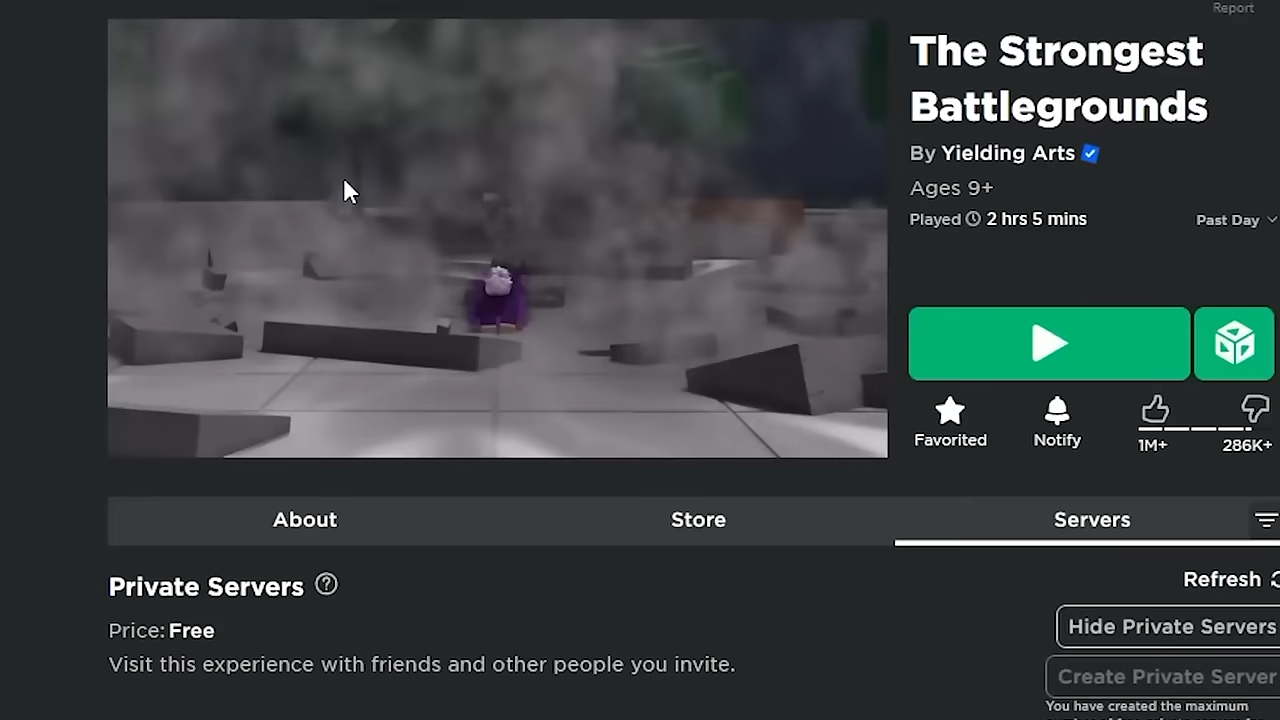 Report
The Strongest
Battlegrounds
By Yielding Arts
Ages 9+
Played 2 hrs 5 mins
Past Day
Favorited
Notify
1M+
286K+
About
Store
Servers
Private Servers
Refresh
Price: Free
Hide Private Servers
Visit this experience with friends and other people you invite.
Create Private Server
You have created the maximum